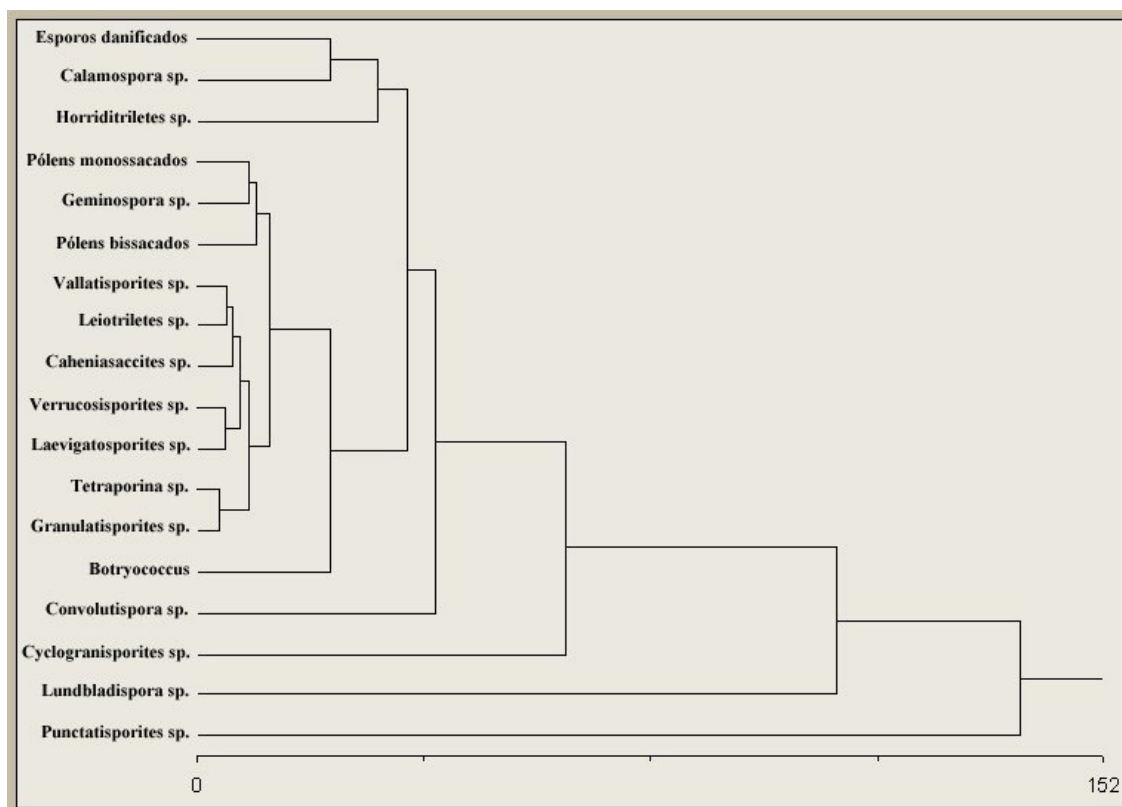 Esporos danificados
Calamospora sp.
Horriditriletes sp.
Pólens monossacados
Geminospora sp.
Pólens bissacados
Vallatisporites sp.
Leiotriletes sp.
Caheniasaccites sp.
Verrucosisporites sp.
Laevigatosporites sp.
Tetraporina sp.
Granulatisporites sp.
Botryococcus
Convolutispora sp.
Cyclogranisporites sp.
Lundbladispora sp.
Punctatisporites sp.
0 152